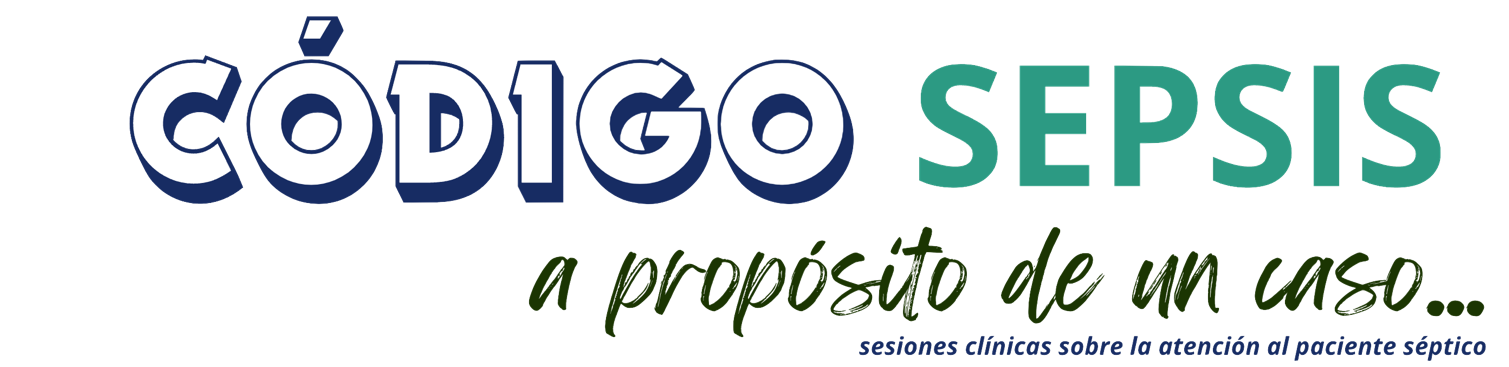 CÓDIGO SEPSIS
a propósito de un caso...
sesiones clínicas sobre la atención al paciente séptico